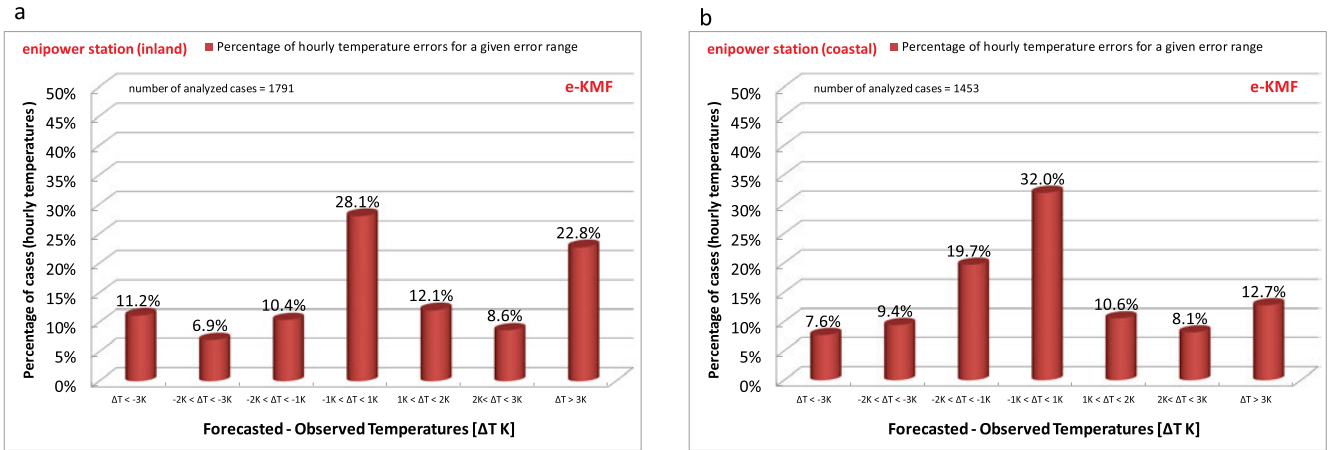 a
enipower station (inland) Percentage of hourly temperature errors for a given error range
number of analyzed cases = 1791
e-KMF
Percentage of cases (hourly temperatures )
50%
45%
40%
35%
30%
25%
20%
15%
10%
5%
0%
11.2%
6.9%
10.4%
28.1%
12.1%
8.6%
22.8%
ΔT < -3K
-2K < ΔT < -3K
-2K < ΔT < -1K
-1K < ΔT < 1K
1K < ΔT < 2K
2K< ΔT < 3K
ΔT > 3K
Forecasted - Observed Temperatures [ΔT K]
b
enipower station (coastal) Percentage of hourly temperature errors for a given error range
number of analyzed cases = 1453
e-KMF
Percentage of cases (hourly temperatures )
50%
45%
40%
35%
30%
25%
20%
15%
10%
5%
0%
7.6%
9.4%
19.7%
32.0%
10.6%
8.1%
12.7%
ΔT < -3K
-2K < ΔT < -3K
-2K < ΔT < -1K
-1K < ΔT < 1K
1K < ΔT < 2K
2K< ΔT < 3K
ΔT > 3K
Forecasted - Observed Temperatures [ΔT K]